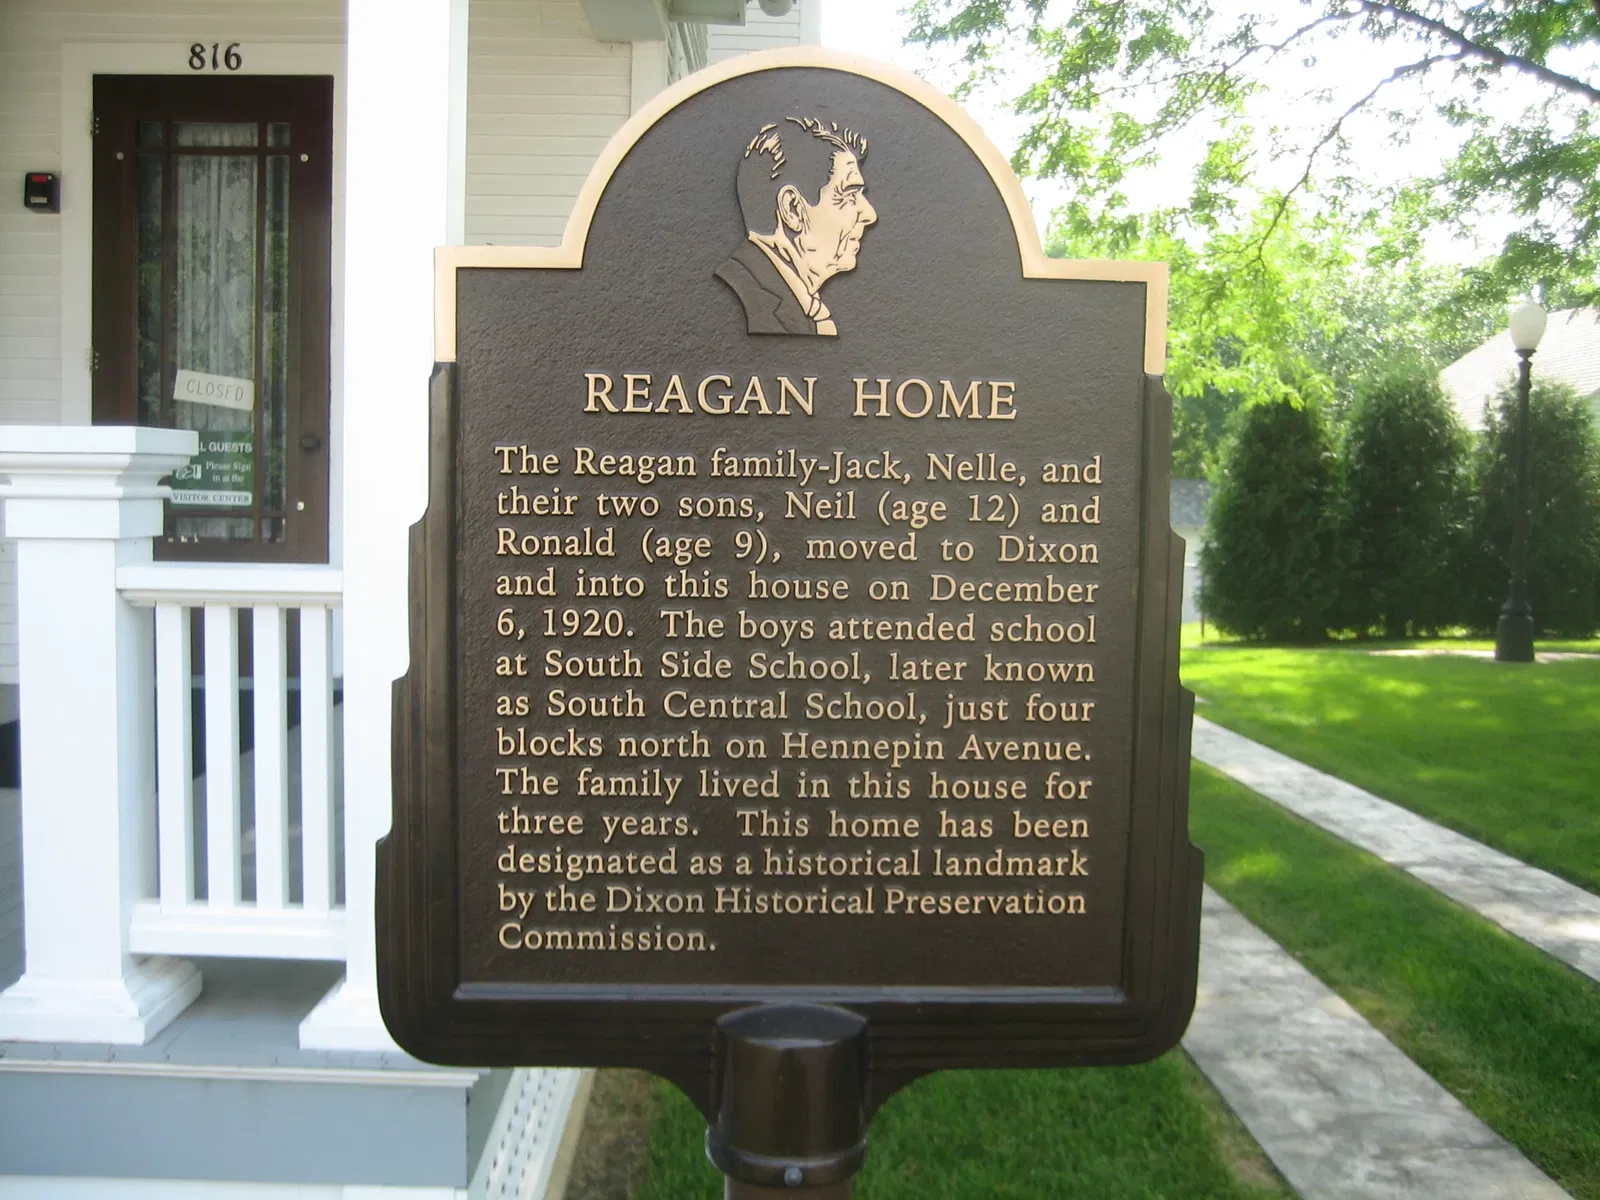 816
CLOSED
L GUESTS
Please Sign
in at the
VISITOR CENTER
REAGAN HOME
The Reagan family-Jack, Nelle, and
their two sons, Neil (age 12) and
Ronald (age 9), moved to Dixon
and into this house on December
6, 1920. The boys attended school
at South Side School, later known
as South Central School, just four
blocks north on Hennepin Avenue.
The family lived in this house for
three years. This home has been
designated as a historical landmark
by the Dixon Historical Preservation
Commission.